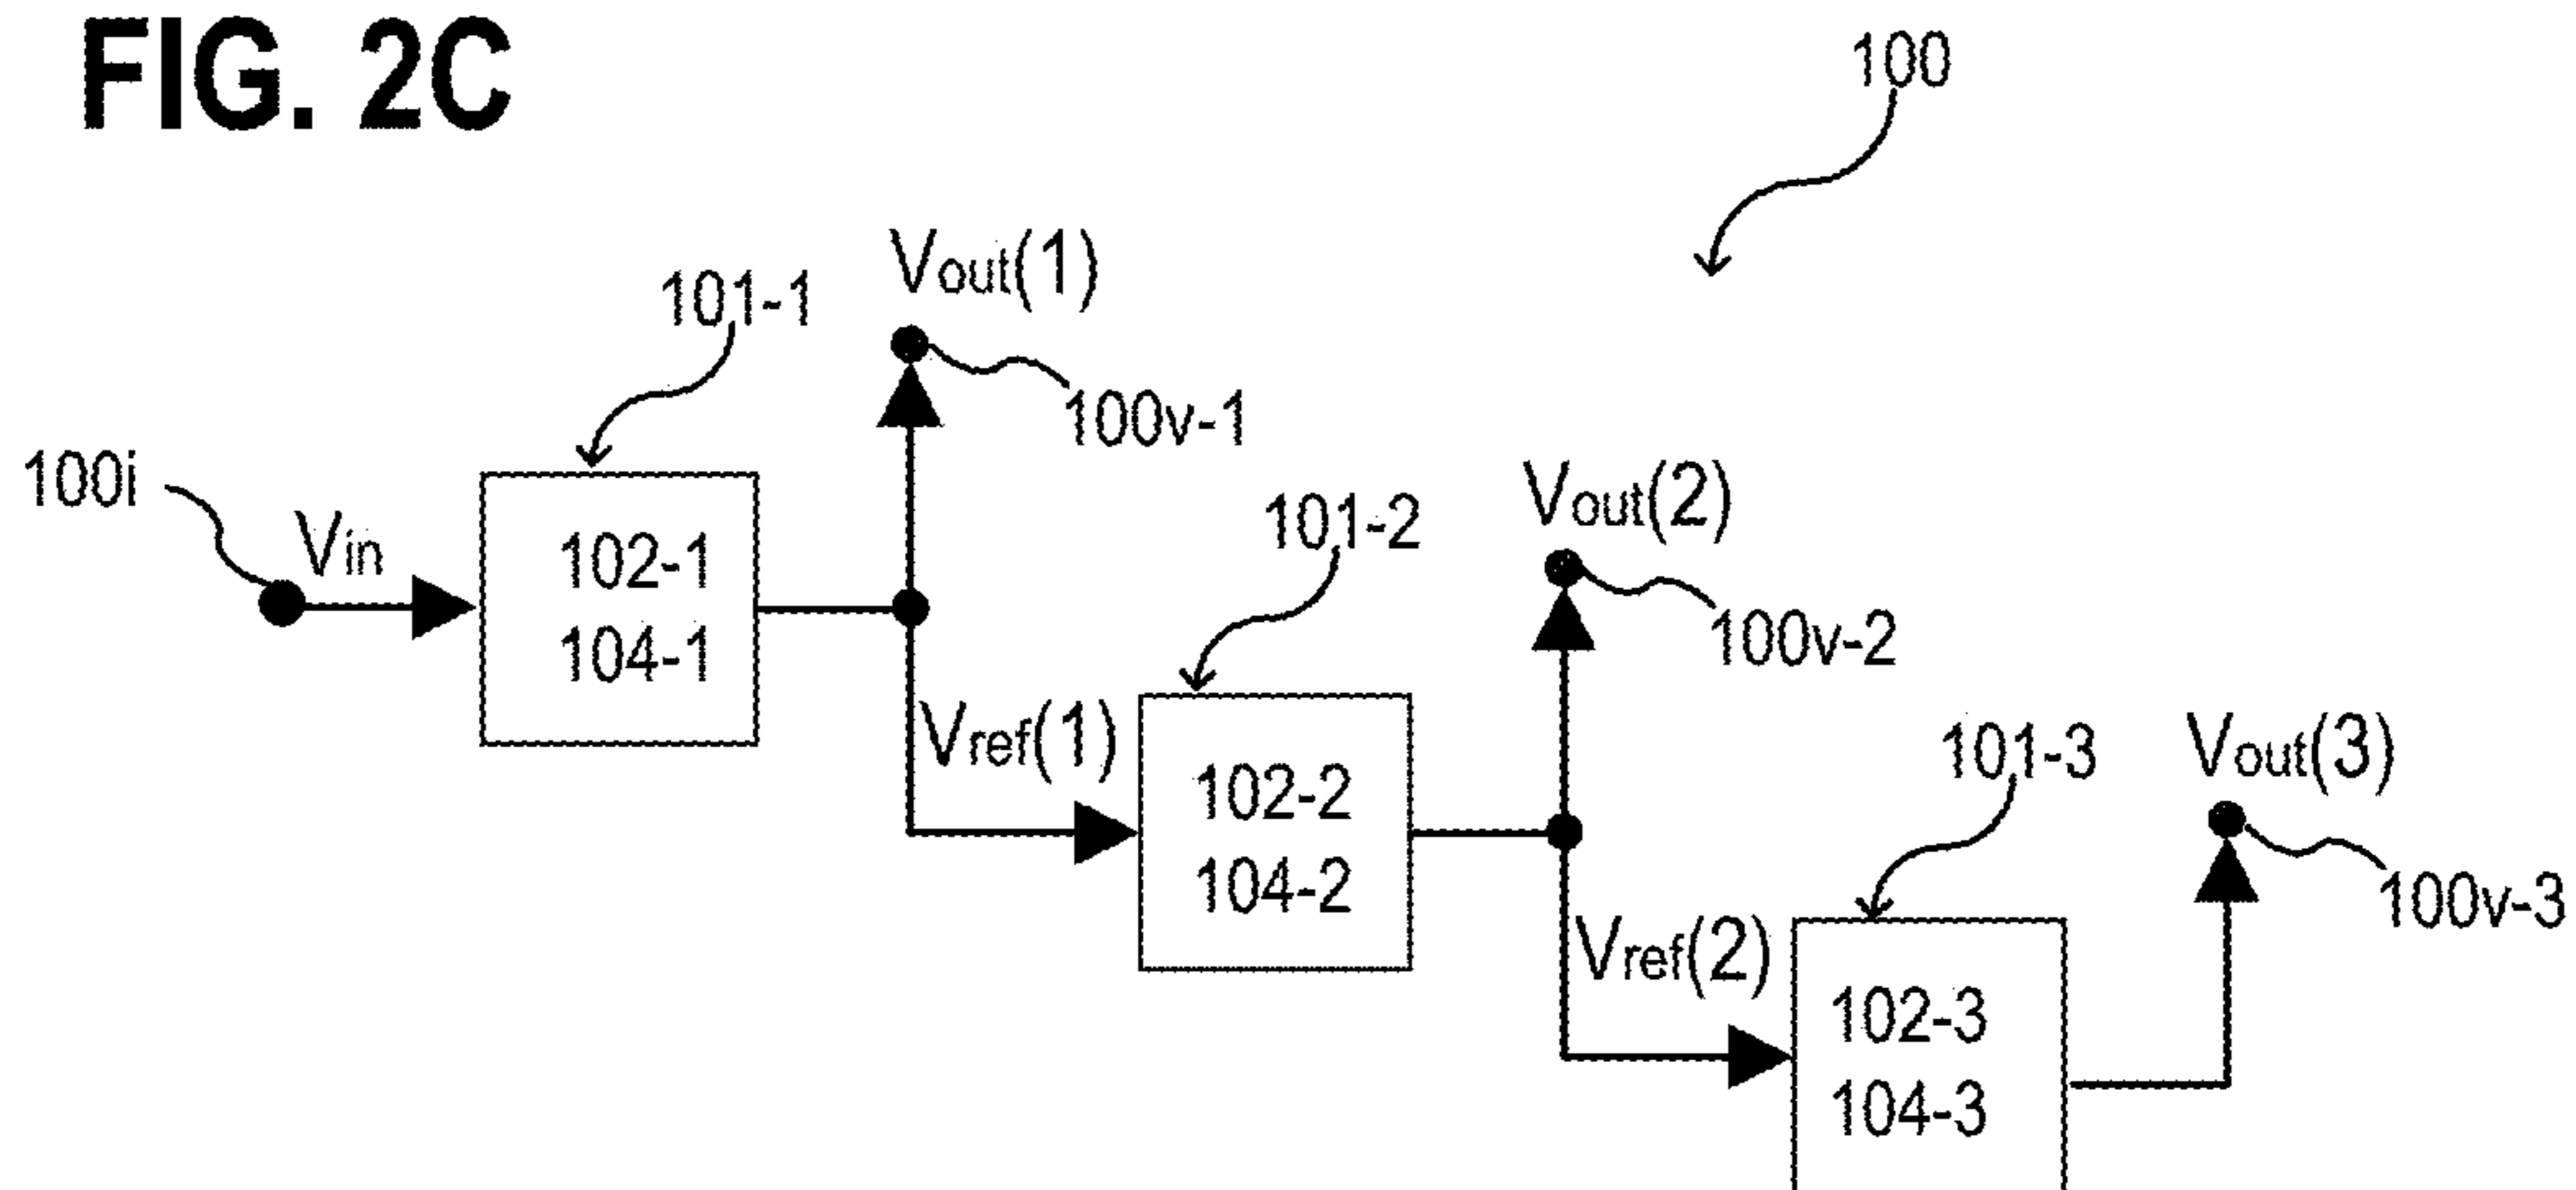 FIG. 2C
100
Vout(1)
101-1
100v-1
100i
Vin
102-1
104-1
Vout(2)
101-2
100v-2
Vref(1)
102-2
104-2
Vout(3)
101-3
100v-3
Vref(2)
102-3
104-3